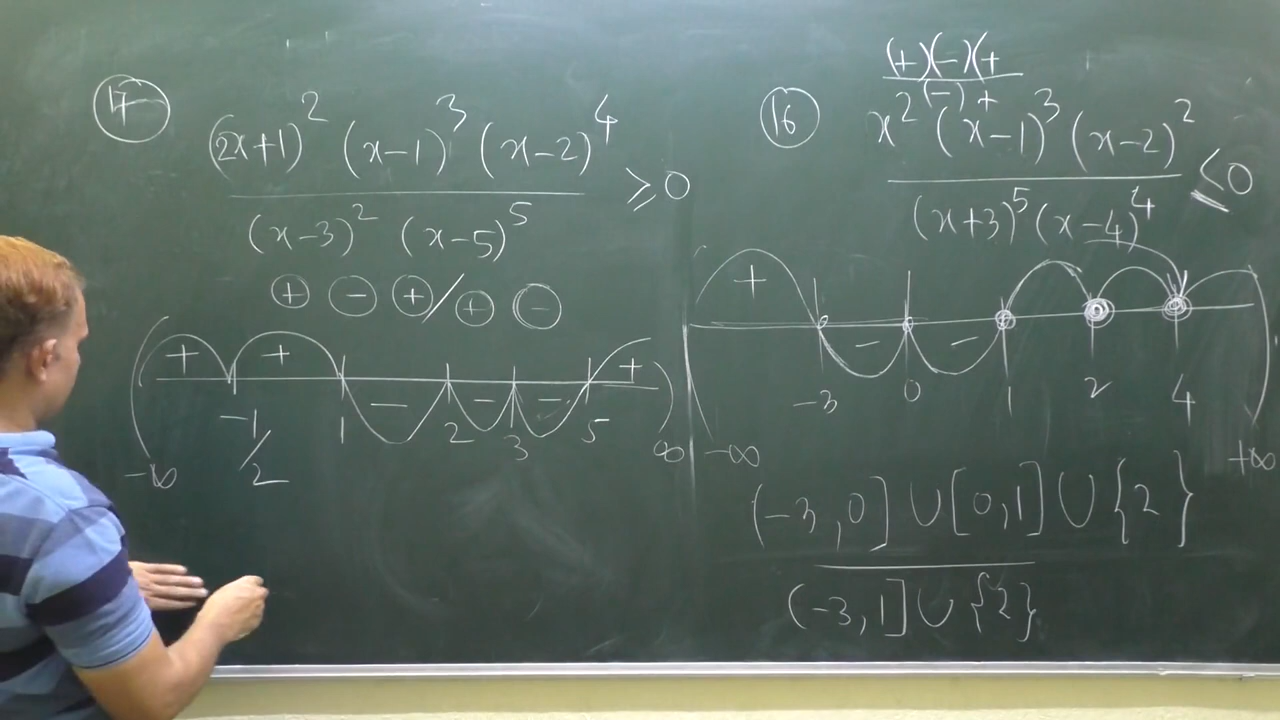 17
(2x+1)² (x-1)³ (x-2)⁴
≥0
(x-3)² (x-5)⁵
+ - + / + -
+ + - - - +
-∞ -1/2 1 2 3 5 ∞
16
(+)(-)(+
(-) +
x² (x-1)³ (x-2)²
≤0
(x+3)⁵(x-4)⁴
+ - -
-∞ -3 0 1 2 4 +∞
(-3,0] ∪ [0,1] ∪ {2}
(-3,1] ∪ {2}